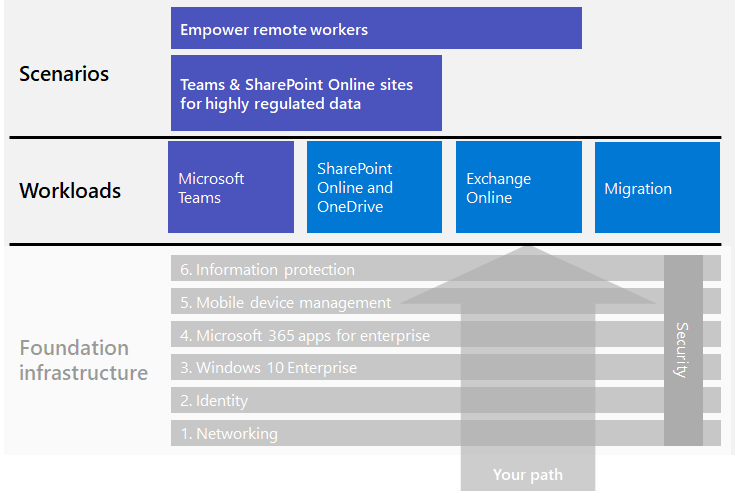 Scenarios
Empower remote workers
Teams & SharePoint Online sites
for highly regulated data
Workloads
Microsoft
Teams
SharePoint
Online and
OneDrive
Exchange
Online
Migration
Foundation
infrastructure
6. Information protection
5. Mobile device management
4. Microsoft 365 apps for enterprise
3. Windows 10 Enterprise
2. Identity
1. Networking
Security
Your path